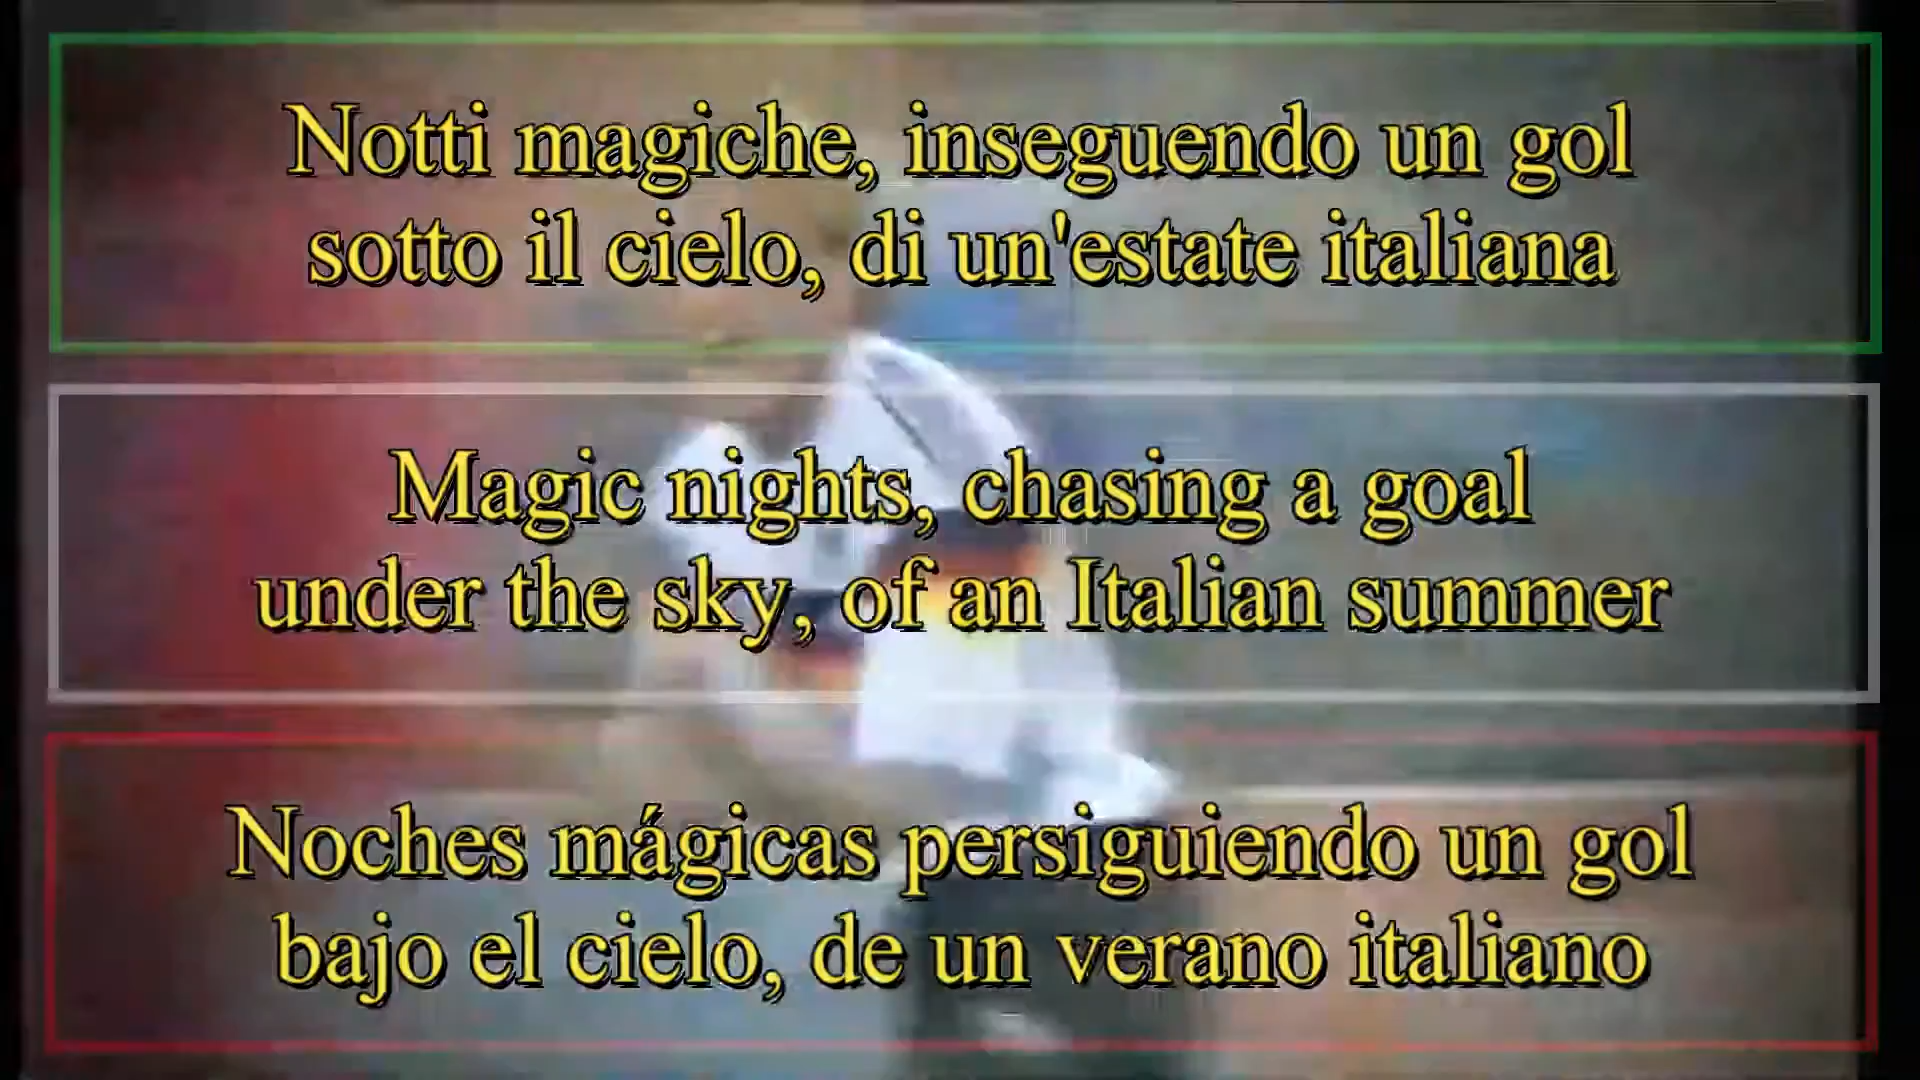 Notti magiche, inseguendo un gol
sotto il cielo, di un'estate italiana
Magic nights, chasing a goal
under the sky, of an Italian summer
Noches mágicas persiguiendo un gol
bajo el cielo, de un verano italiano